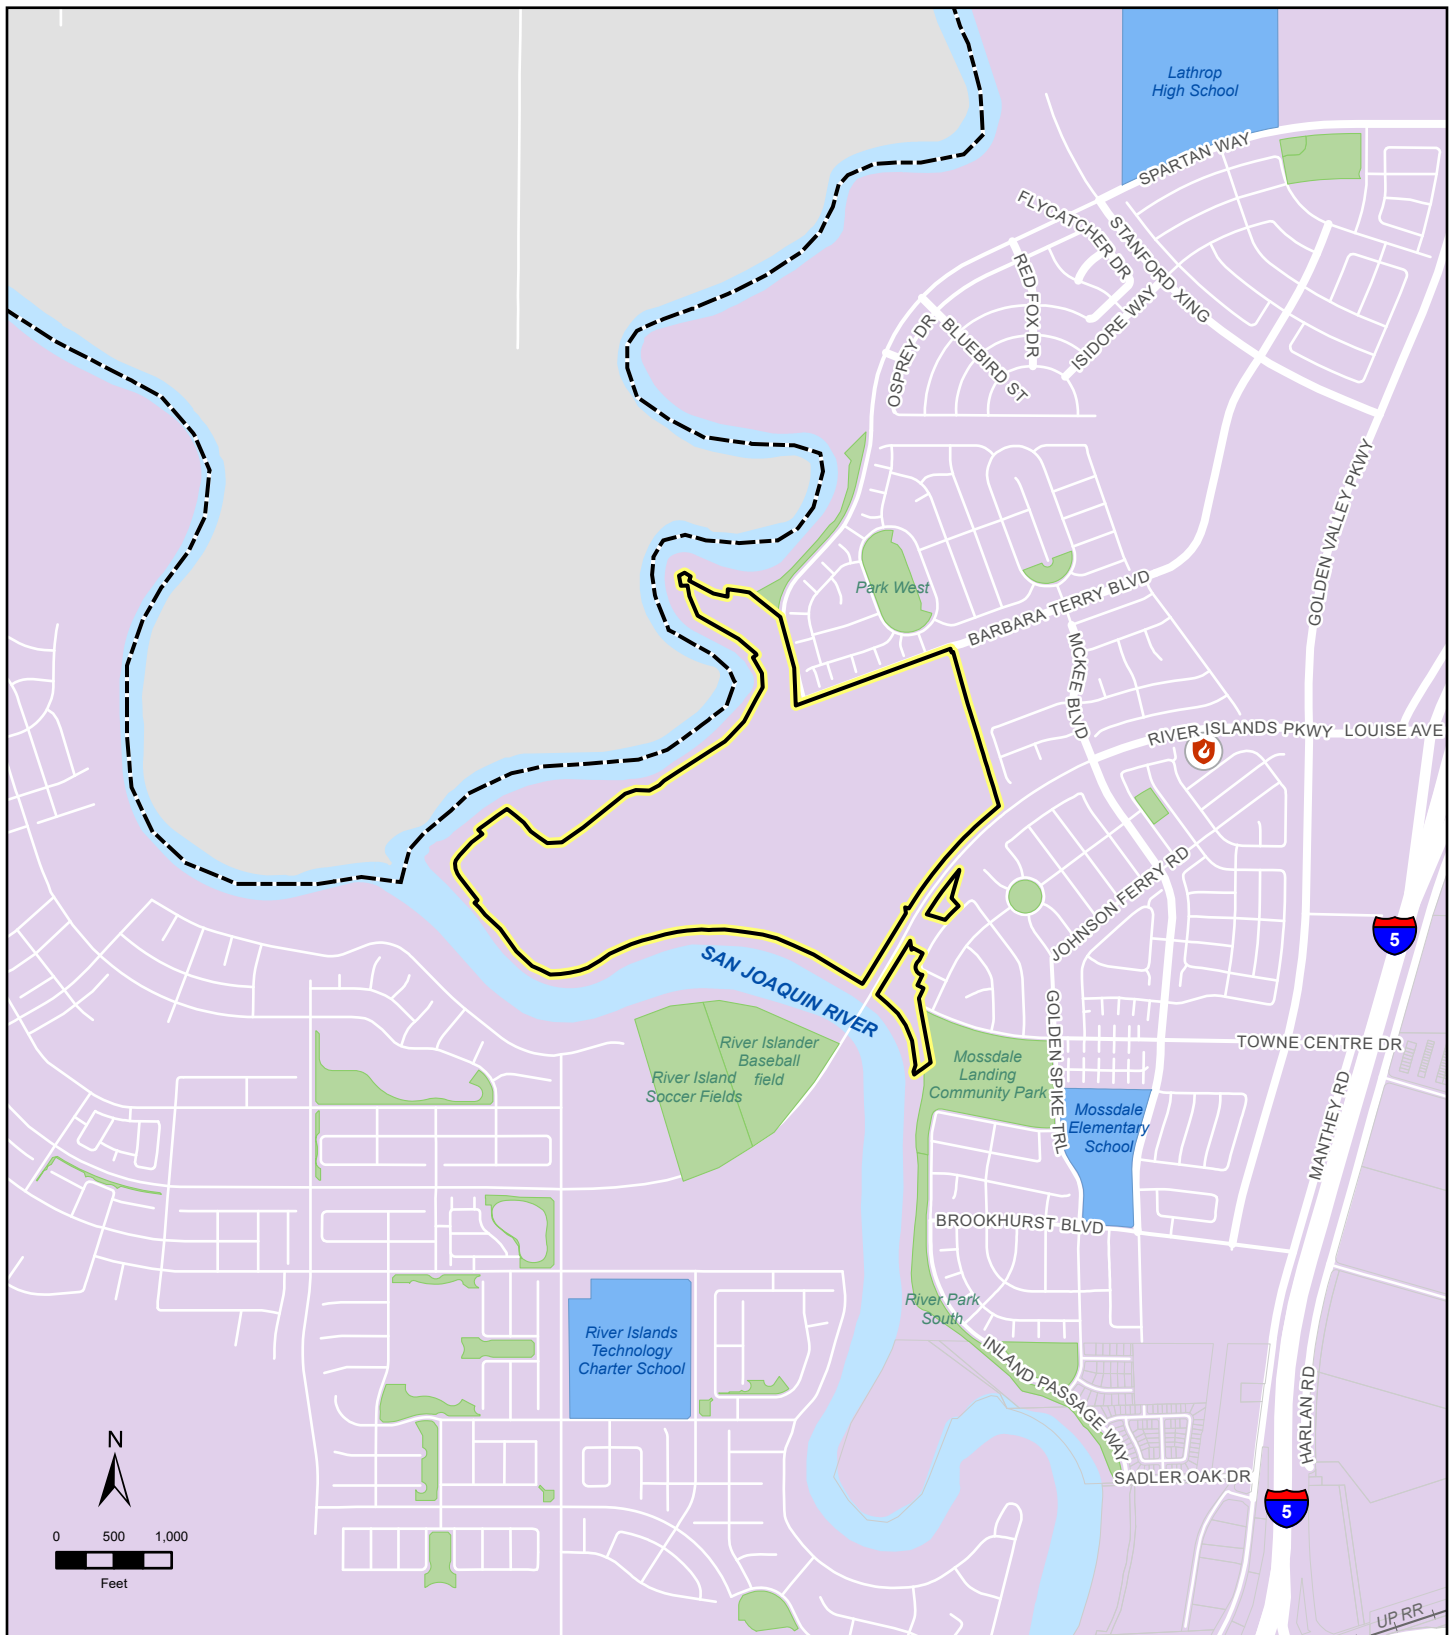 Lathrop
High School
SPARTAN WAY
FLYCATCHER DR
STANFORD XING
RED FOX DR
ISIDORE WAY
OSPREY DR
BLUEBIRD ST
GOLDEN VALLEY PKWY
Park West
BARBARA TERRY BLVD
MCKEE BLVD
RIVER ISLANDS PKWY
LOUISE AVE
JOHNSON FERRY RD
5
SAN JOAQUIN RIVER
GOLDEN SPIKE TRL
TOWNE CENTRE DR
River Islander
Baseball
field
River Island
Soccer Fields
Mossdale
Landing
Community Park
Mossdale
Elementary
School
MANTHEY RD
BROOKHURST BLVD
River Park
South
River Islands
Technology
Charter School
INLAND PASSAGE WAY
HARLAN RD
SADLER OAK DR
5
N
0 500 1,000
Feet
UP RR